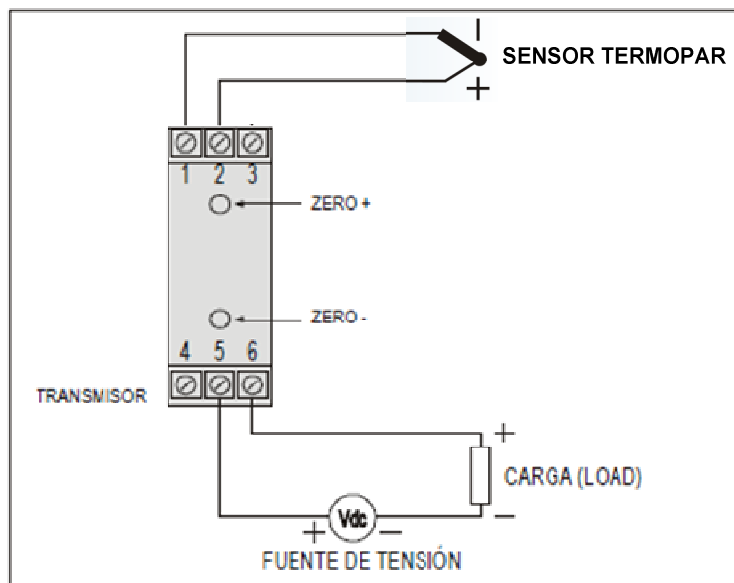 SENSOR TERMOPAR
+
1 2 3
ZERO +
ZERO -
4 5 6
TRANSMISOR
+
CARGA (LOAD)
−
+ Vdc −
FUENTE DE TENSIÓN